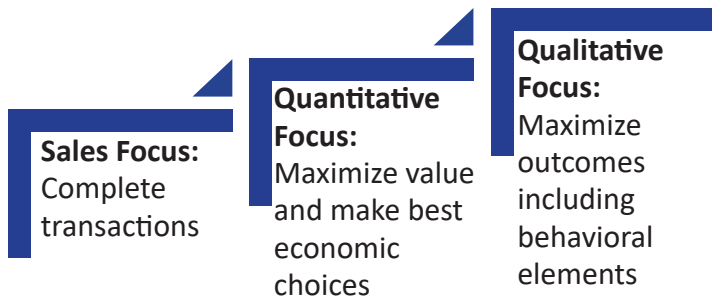 Sales Focus:
Complete
transactions
Quantitative
Focus:
Maximize value
and make best
economic
choices
Qualitative
Focus:
Maximize
outcomes
including
behavioral
elements